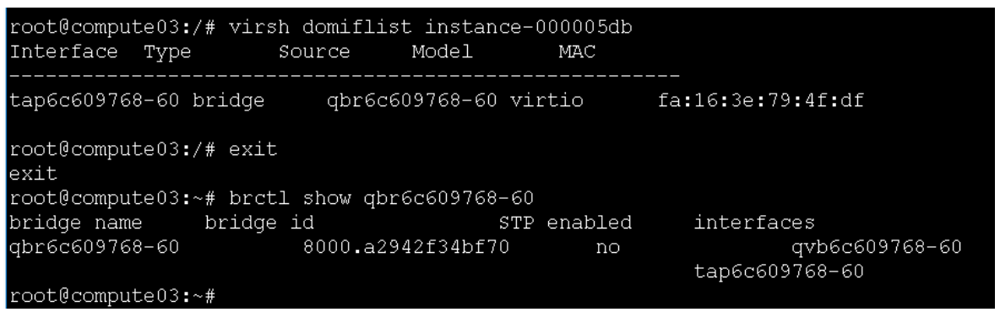 root@compute03:/# virsh domiflist instance-000005db
Interface  Type       Source     Model       MAC
-------------------------------------------------------
tap6c609768-60 bridge     qbr6c609768-60 virtio      fa:16:3e:79:4f:df
root@compute03:/# exit
exit
root@compute03:~# brctl show qbr6c609768-60
bridge name     bridge id               STP enabled     interfaces
qbr6c609768-60          8000.a2942f34bf70       no              qvb6c609768-60
                                                        tap6c609768-60
root@compute03:~#